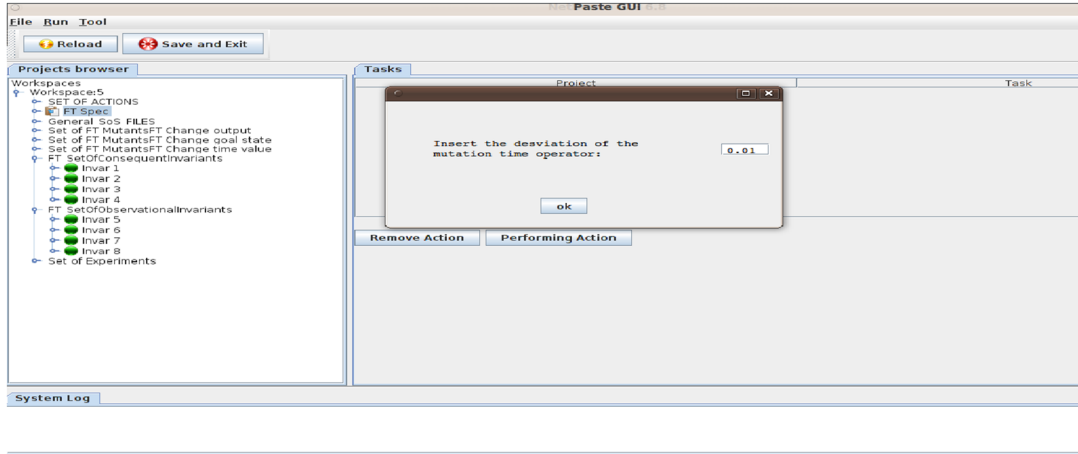 NetPaste GUI 6.8
File Run Tool
Reload Save and Exit
Projects browser
Tasks
Workspaces
Project Task
Workspace:5
SET OF ACTIONS
FT Spec
General SoS FILES
Set of FT MutantsFT Change output
Set of FT MutantsFT Change goal state
Set of FT MutantsFT Change time value
FT SetOfConsequentInvariants
Invar 1
Invar 2
Invar 3
Invar 4
FT SetOfObservationalInvariants
Invar 5
Invar 6
Invar 7
Invar 8
Set of Experiments
Insert the desviation of the
mutation time operator:
0.01
ok
Remove Action Performing Action
System Log